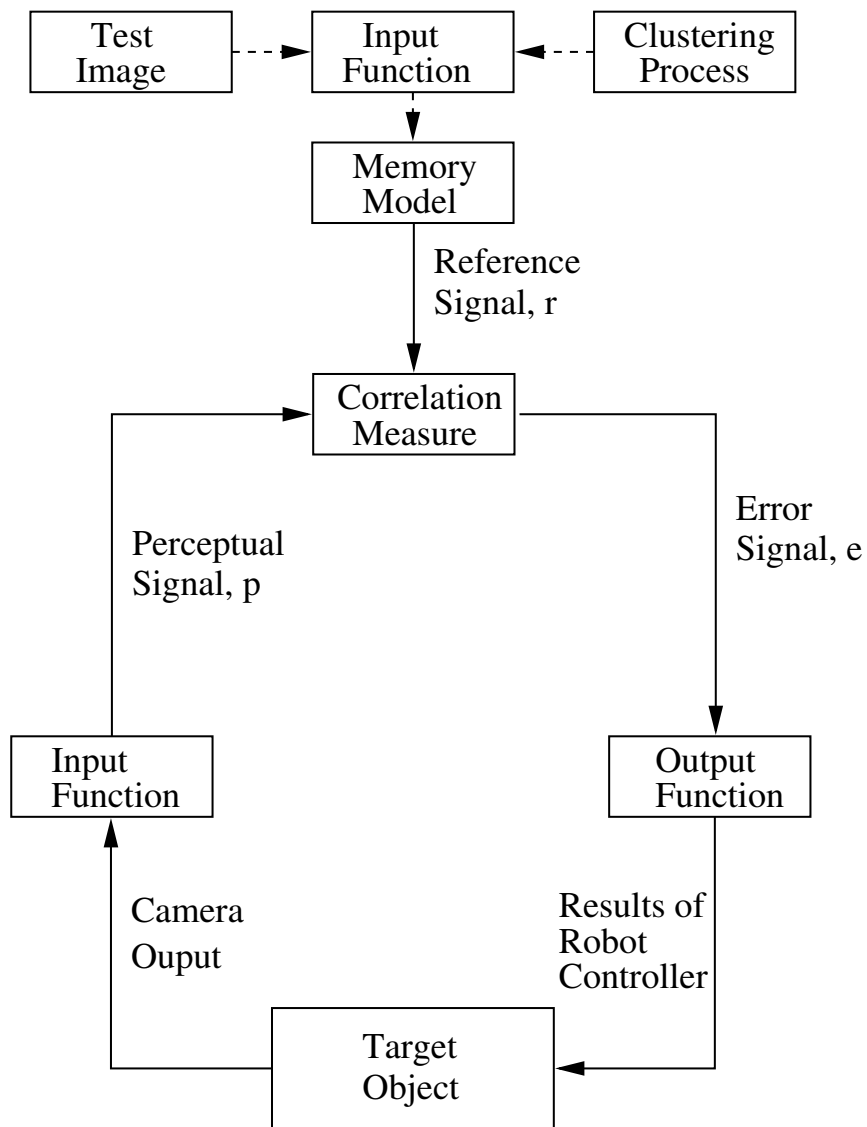 Test
Image
Input
Function
Clustering
Process
Memory
Model
Reference
Signal, r
Correlation
Measure
Perceptual
Signal, p
Error
Signal, e
Input
Function
Output
Function
Camera
Ouput
Results of
Robot
Controller
Target
Object